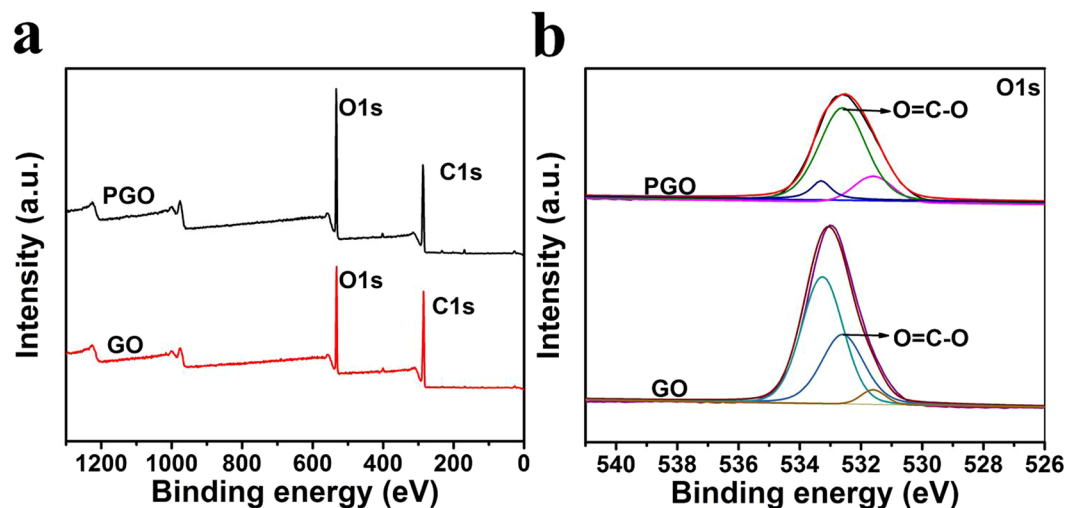 a
O1s
C1s
PGO
O1s
C1s
GO
Intensity (a.u.)
1200 1000 800 600 400 200 0
Binding energy (eV)
b
O1s
O=C-O
PGO
O=C-O
GO
Intensity (a.u.)
540 538 536 534 532 530 528 526
Binding energy (eV)